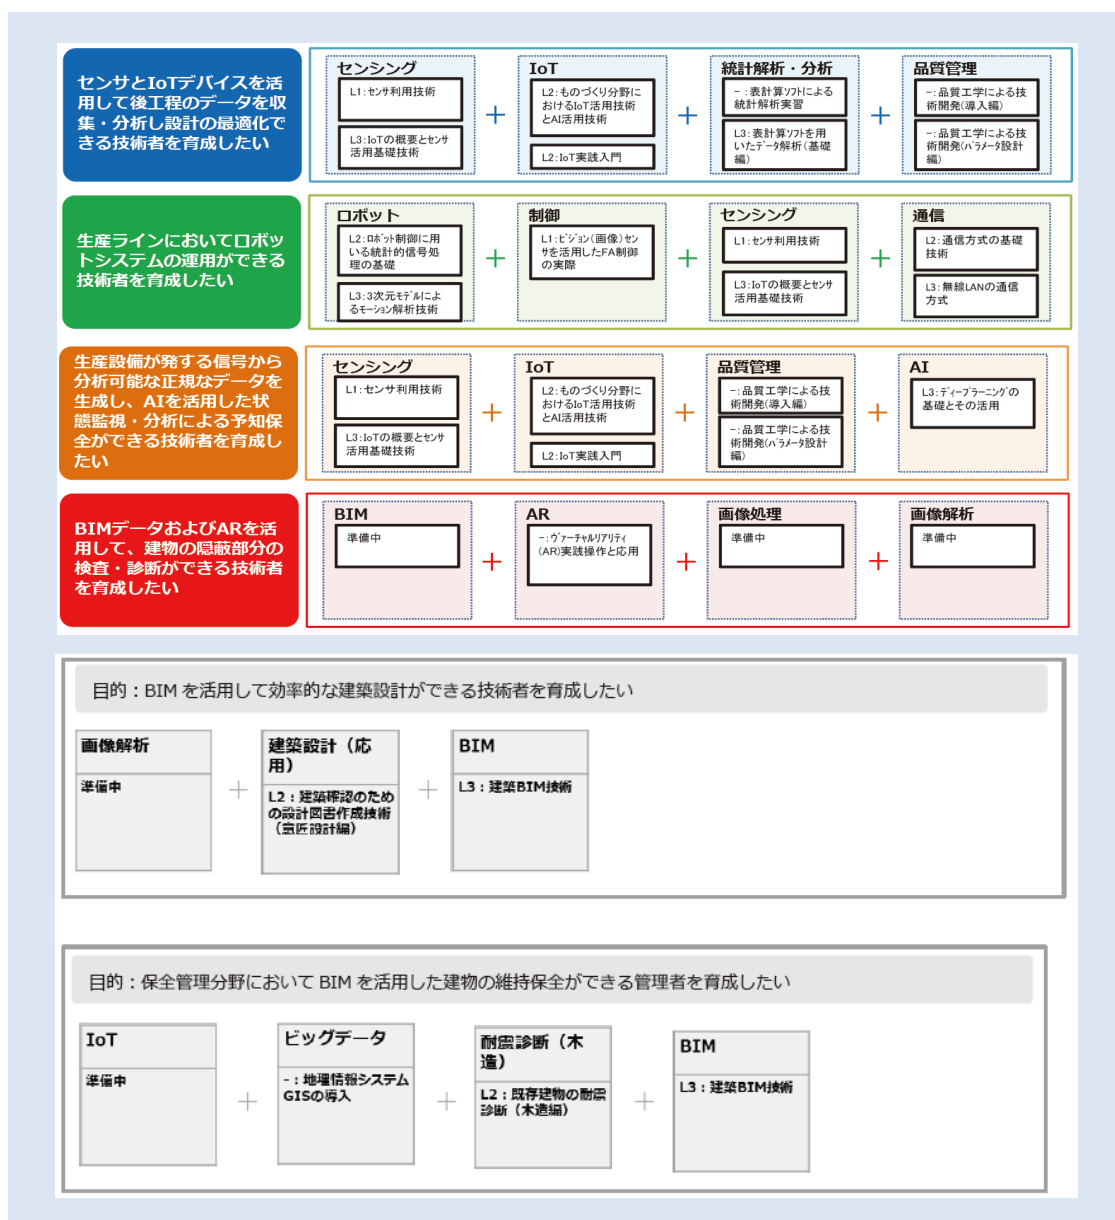 センサとIoTデバイスを活
用して後工程のデータを収
集・分析し設計の最適化で
きる技術者を育成したい
センシング
L1:センサ利用技術
L3:IoTの概要とセンサ
活用基礎技術
+
IoT
L2:ものづくり分野に
おけるIoT活用技術
とAI活用技術
L2:IoT実践入門
+
統計解析・分析
-:表計算ソフトによる
統計解析実習
L3:表計算ソフトを用
いたデータ解析(基礎
編)
+
品質管理
-:品質工学による技
術開発(導入編)
-:品質工学による技
術開発(パラメータ設計
編)
生産ラインにおいてロボッ
トシステムの運用ができる
技術者を育成したい
ロボット
L2:ロボット制御に用
いる統計的信号処
理の基礎
L3:3次元モデルによ
るモーション解析技術
+
制御
L1:ビジョン(画像)セン
サを活用したFA制御
の実際
+
センシング
L1:センサ利用技術
L3:IoTの概要とセンサ
活用基礎技術
+
通信
L2:通信方式の基礎
技術
L3:無線LANの通信
方式
生産設備が発する信号から
分析可能な正規なデータを
生成し、AIを活用した状
態監視・分析による予知保
全ができる技術者を育成し
たい
センシング
L1:センサ利用技術
L3:IoTの概要とセンサ
活用基礎技術
+
IoT
L2:ものづくり分野に
おけるIoT活用技術
とAI活用技術
L2:IoT実践入門
+
品質管理
-:品質工学による技
術開発(導入編)
-:品質工学による技
術開発(パラメータ設計
編)
+
AI
L3:ディープラーニングの
基礎とその活用
BIMデータおよびARを活
用して、建物の隠蔽部分の
検査・診断ができる技術者
を育成したい
BIM
準備中
+
AR
-:ヴァーチャルリアリティ
(AR)実践操作と応用
+
画像処理
準備中
+
画像解析
準備中
目的：BIM を活用して効率的な建築設計ができる技術者を育成したい
画像解析
準備中
+
建築設計（応
用）
L2：建築確認のため
の設計図書作成技術
（意匠設計編）
+
BIM
L3：建築BIM技術
目的：保全管理分野において BIM を活用した建物の維持保全ができる管理者を育成したい
IoT
準備中
+
ビッグデータ
-：地理情報システム
GISの導入
+
耐震診断（木
造）
L2：既存建物の耐震
診断（木造編）
+
BIM
L3：建築BIM技術